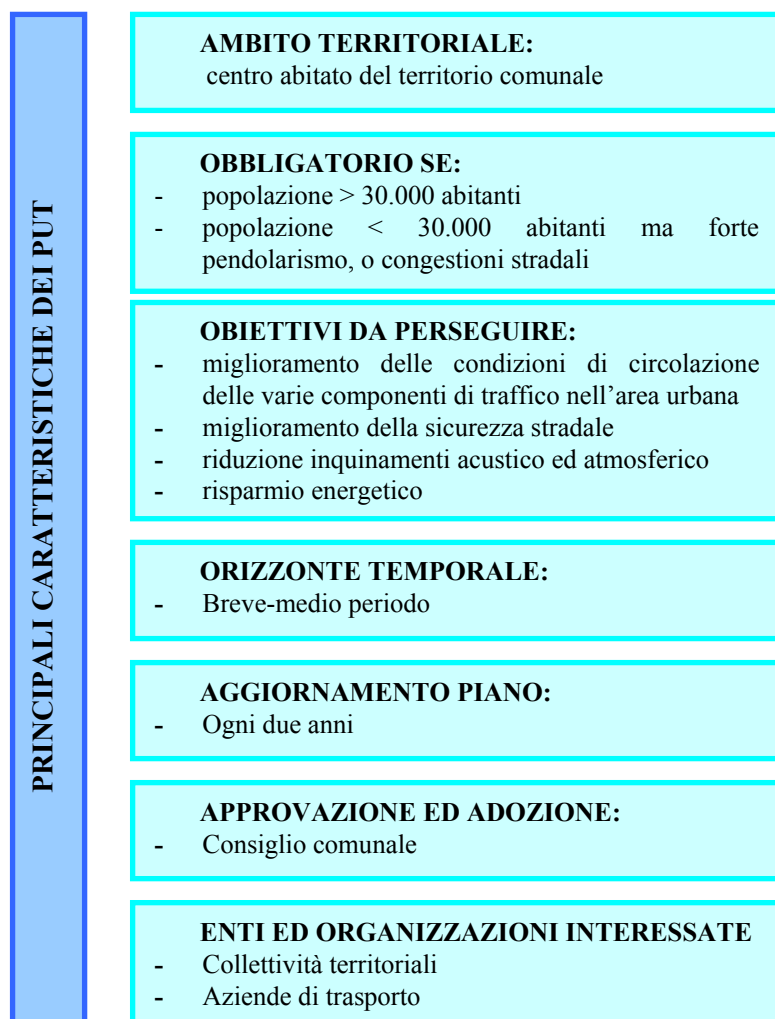 PRINCIPALI CARATTERISTICHE DEI PUT
AMBITO TERRITORIALE:
centro abitato del territorio comunale
OBBLIGATORIO SE:
- popolazione > 30.000 abitanti
- popolazione < 30.000 abitanti ma forte
pendolarismo, o congestioni stradali
OBIETTIVI DA PERSEGUIRE:
- miglioramento delle condizioni di circolazione
delle varie componenti di traffico nell’area urbana
- miglioramento della sicurezza stradale
- riduzione inquinamenti acustico ed atmosferico
- risparmio energetico
ORIZZONTE TEMPORALE:
- Breve-medio periodo
AGGIORNAMENTO PIANO:
- Ogni due anni
APPROVAZIONE ED ADOZIONE:
- Consiglio comunale
ENTI ED ORGANIZZAZIONI INTERESSATE
- Collettività territoriali
- Aziende di trasporto